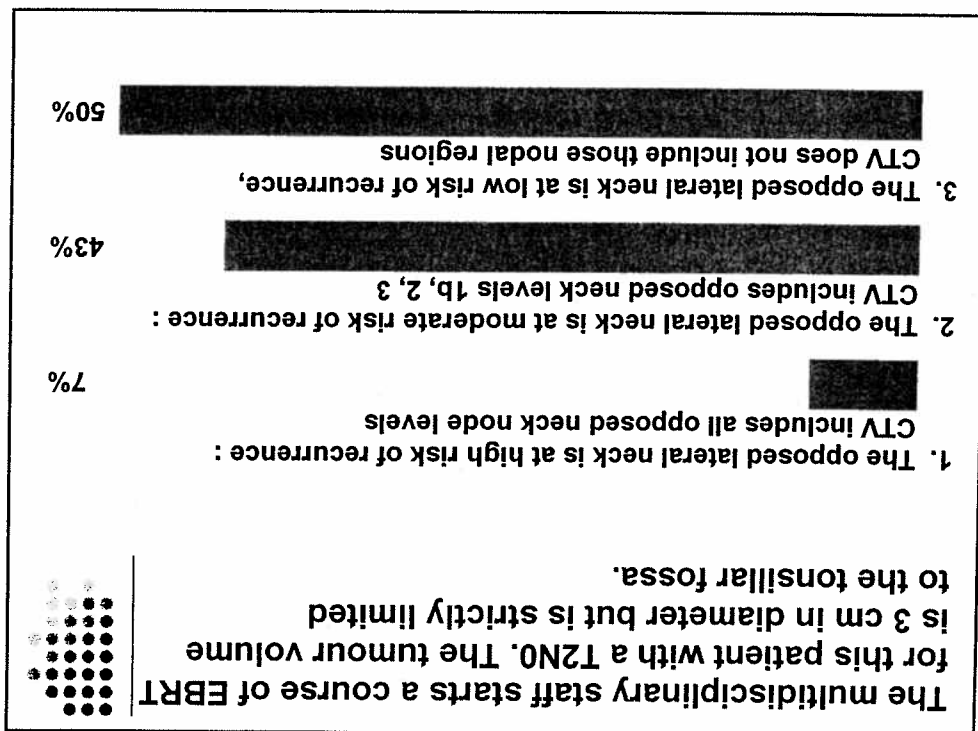 The multidisciplinary staff starts a course of EBRT
for this patient with a T2N0. The tumour volume
is 3 cm in diameter but is strictly limited
to the tonsillar fossa.
1. The opposed lateral neck is at high risk of recurrence :
CTV includes all opposed neck node levels
7%
2. The opposed lateral neck is at moderate risk of recurrence :
CTV includes opposed neck levels 1b, 2, 3
43%
3. The opposed lateral neck is at low risk of recurrence,
CTV does not include those nodal regions
50%